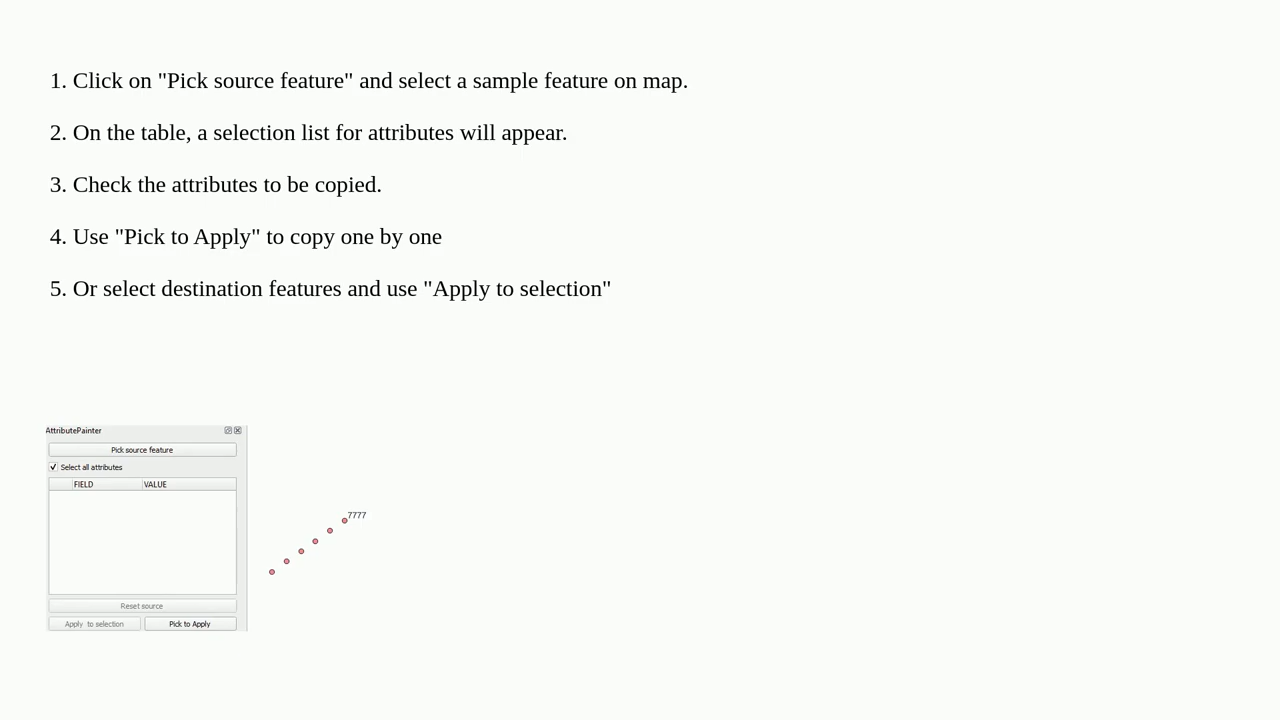 1. Click on "Pick source feature" and select a sample feature on map.
2. On the table, a selection list for attributes will appear.
3. Check the attributes to be copied.
4. Use "Pick to Apply" to copy one by one
5. Or select destination features and use "Apply to selection"
AttributePainter
Pick source feature
Select all attributes
FIELD VALUE
7777
Reset source
Apply to selection Pick to Apply